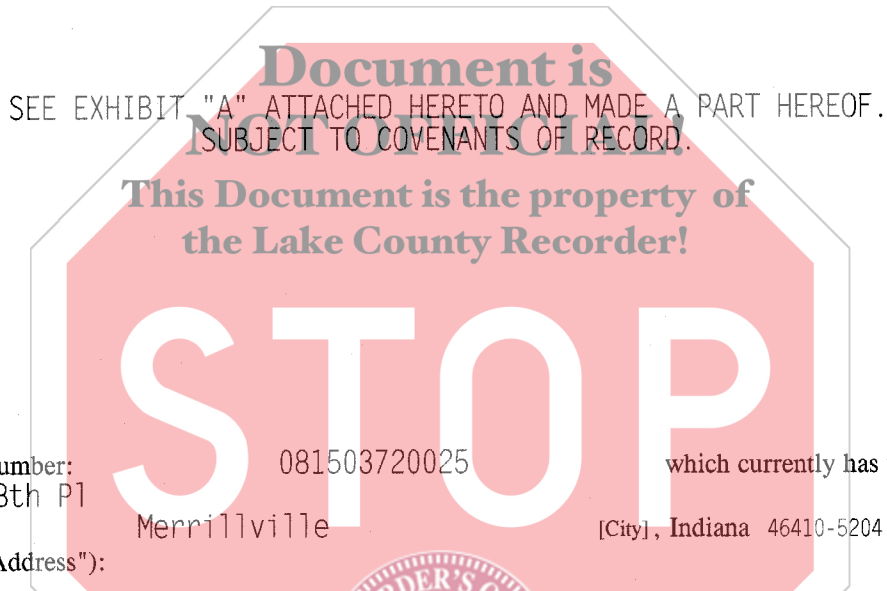 Document is
SEE EXHIBIT "A" ATTACHED HERETO AND MADE A PART HEREOF.
NOT OFFICIAL!
SUBJECT TO COVENANTS OF RECORD.
This Document is the property of
the Lake County Recorder!
STOP
umber: 081503720025 which currently has
8th Pl
Merrillville [City], Indiana 46410-5204
Address"):
RDER'S